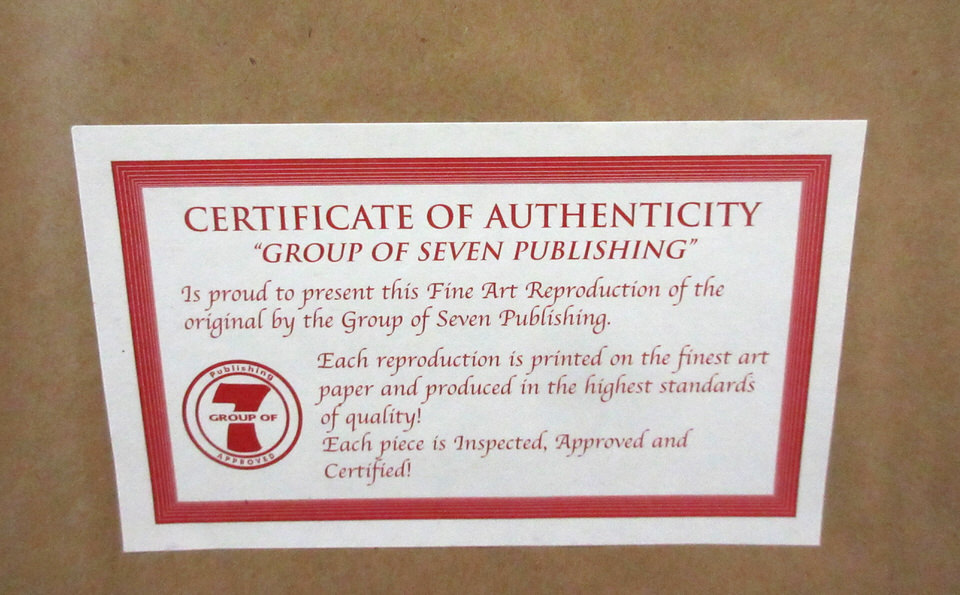 CERTIFICATE OF AUTHENTICITY
"GROUP OF SEVEN PUBLISHING"
Is proud to present this Fine Art Reproduction of the
original by the Group of Seven Publishing.
Each reproduction is printed on the finest art
paper and produced in the highest standards
of quality!
Each piece is Inspected, Approved and
Certified!
Publishing
7
GROUP OF
APPROVED